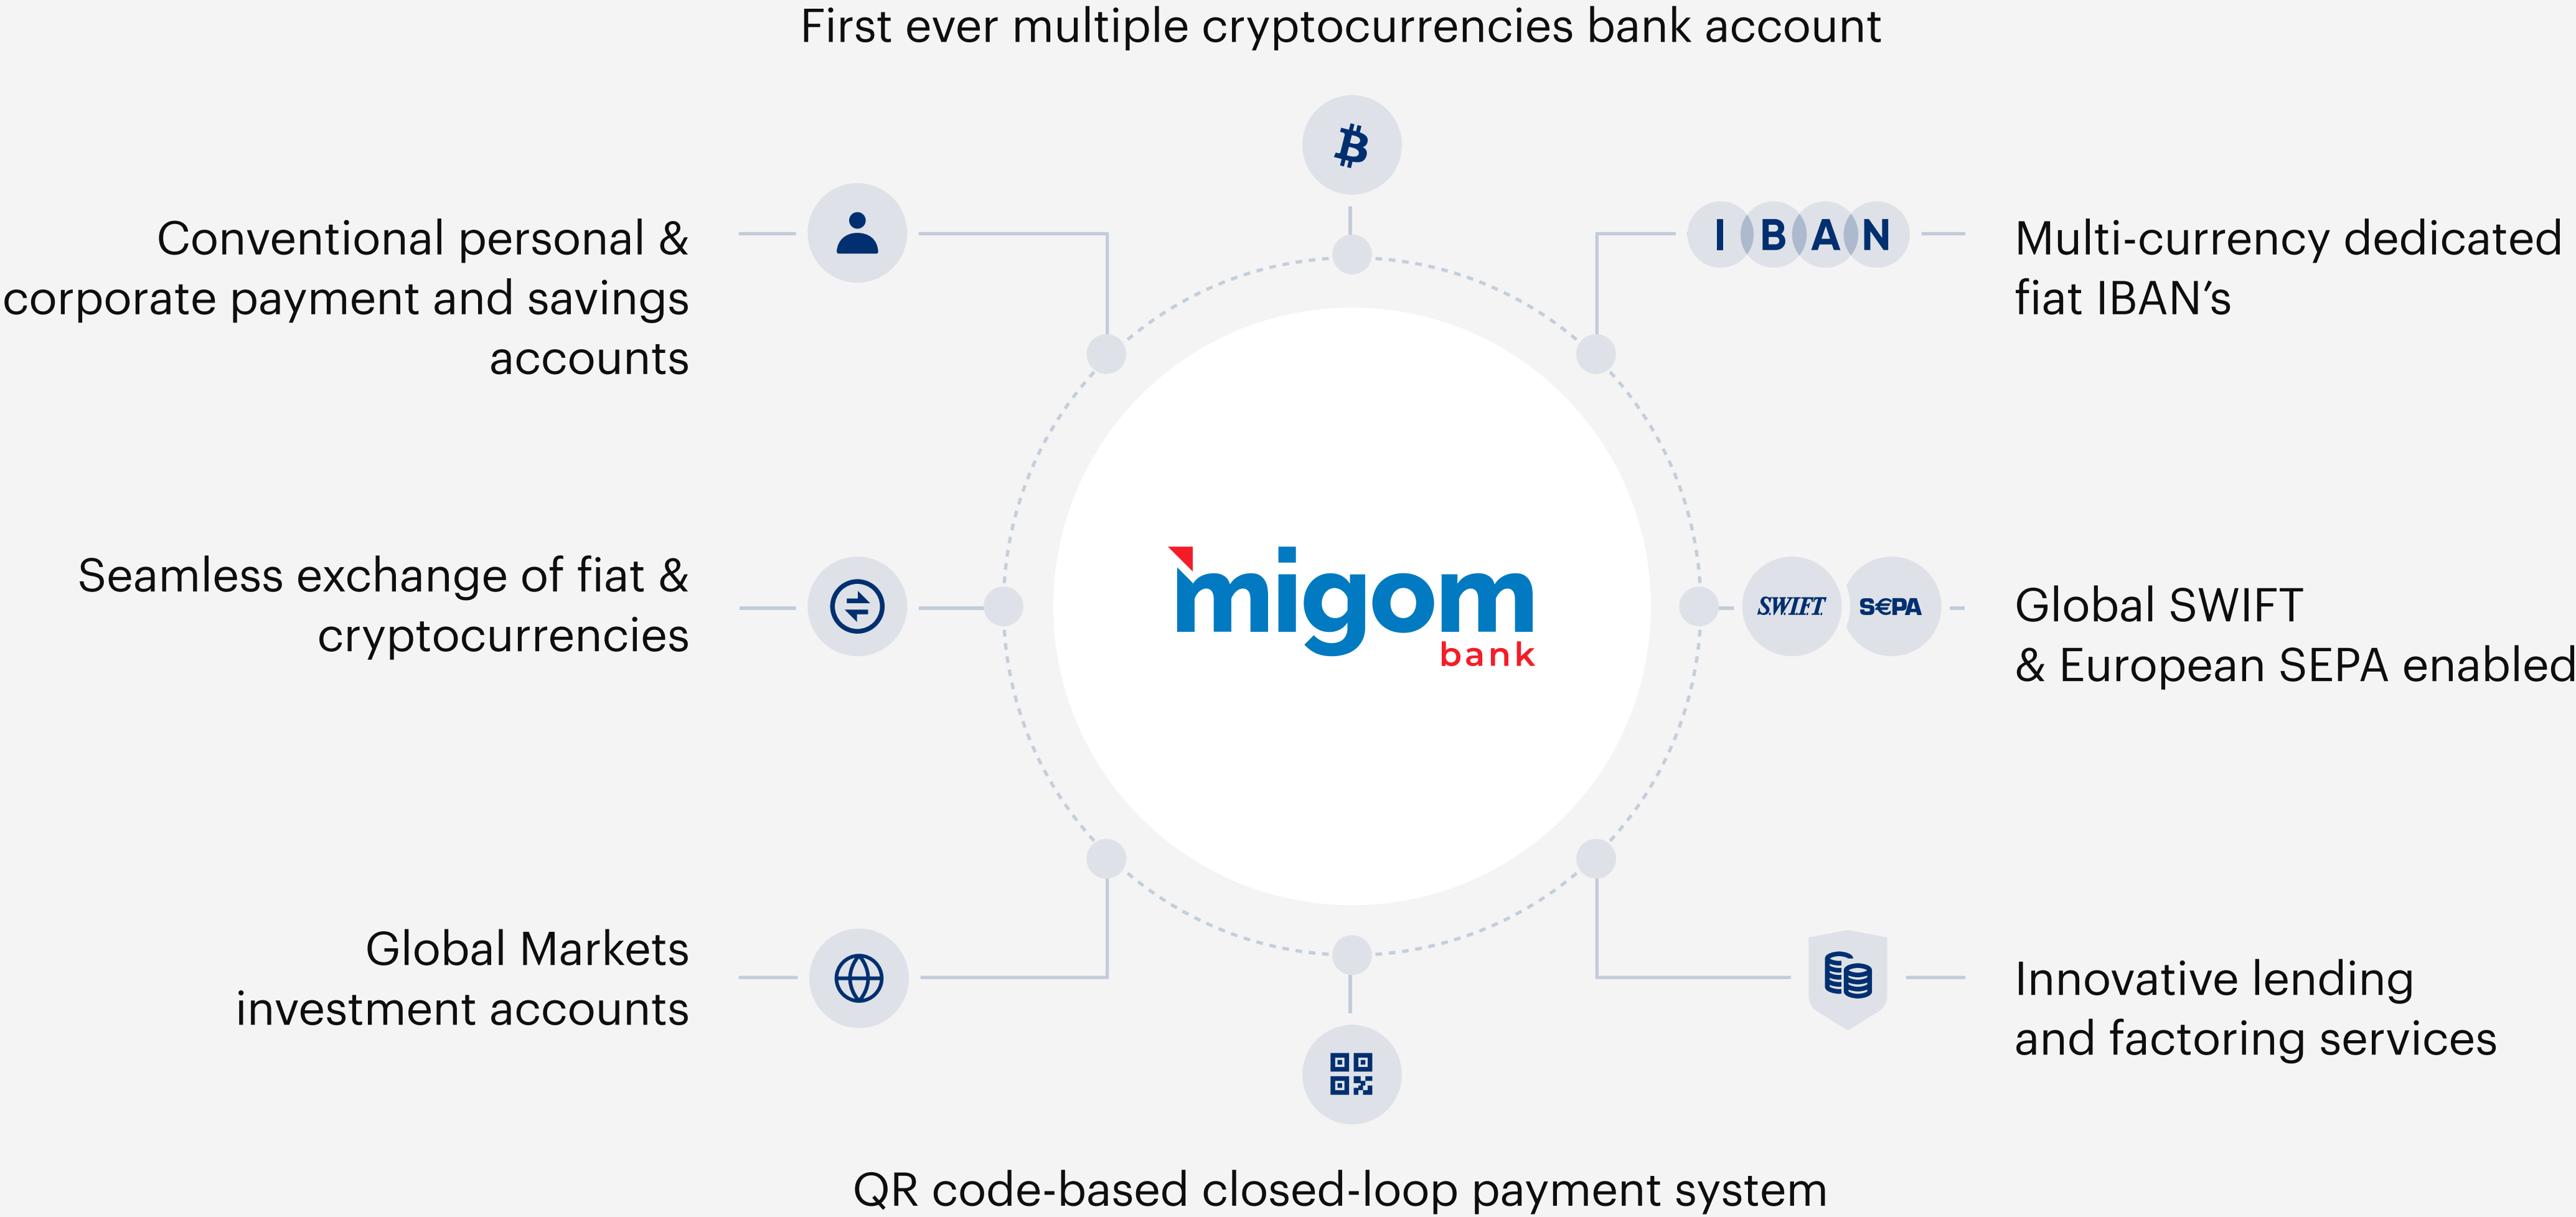 First ever multiple cryptocurrencies bank account
Conventional personal &
corporate payment and savings
accounts
I B A N
Multi-currency dedicated
fiat IBAN’s
Seamless exchange of fiat &
cryptocurrencies
migom
bank
SWIFT
S€PA
Global SWIFT
& European SEPA enabled
Global Markets
investment accounts
Innovative lending
and factoring services
QR code-based closed-loop payment system